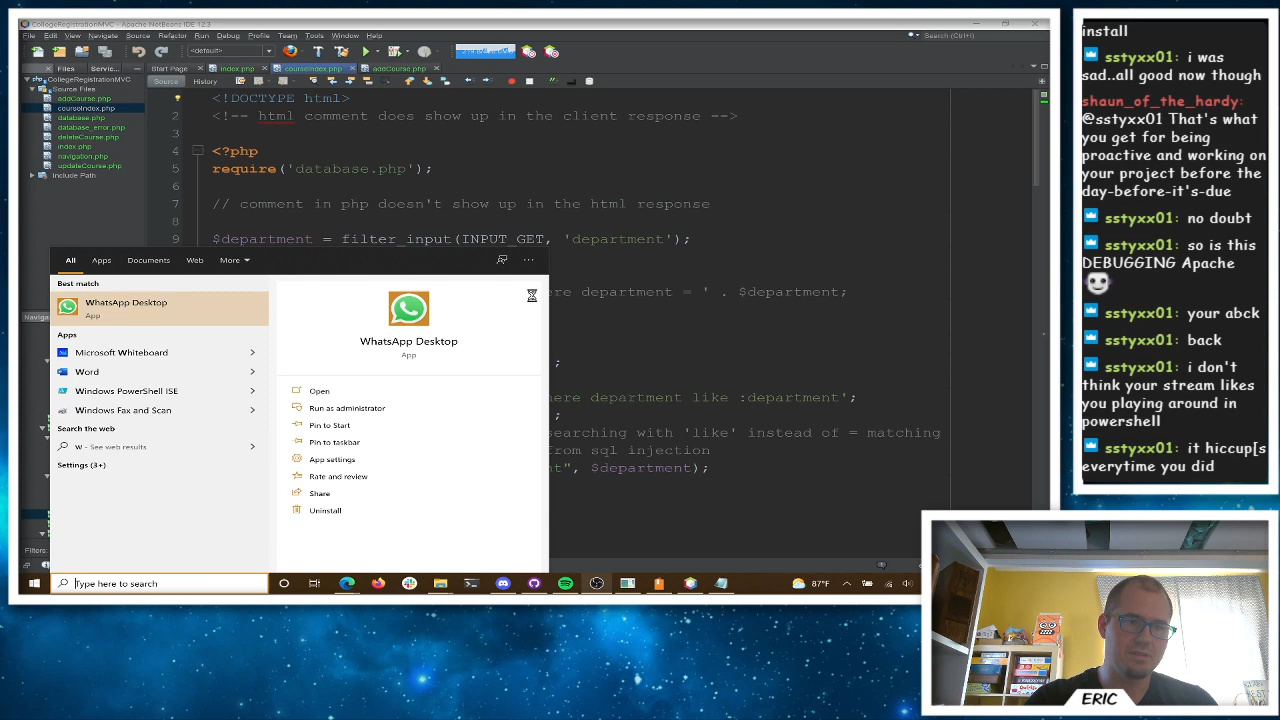 CollegeRegistrationMVC - Apache NetBeans IDE 12.3
File Edit View Navigate Source Refactor Run Debug Profile Team Tools Window Help
Search (Ctrl+I)
<default>
Files Servic...
Start Page index.php courseIndex.php addCourse.php
Source History
CollegeRegistrationMVC
Source Files
addCourse.php
courseIndex.php
database.php
database_error.php
deleteCourse.php
index.php
navigation.php
updateCourse.php
Include Path
1 <!DOCTYPE html>
2 <!-- html comment does show up in the client response -->
3
4 <?php
5 require('database.php');
6
7 // comment in php doesn't show up in the html response
8
9 $department = filter_input(INPUT_GET, 'department');
ere department = ' . $department;
;
ere department like :department';
;
searching with 'like' instead of = matching
from sql injection
t", $department);
Navigat
Filters:
All Apps Documents Web More
Best match
WhatsApp Desktop
App
Apps
Microsoft Whiteboard
Word
Windows PowerShell ISE
Windows Fax and Scan
Search the web
w - See web results
Settings (3+)
WhatsApp Desktop
App
Open
Run as administrator
Pin to Start
Pin to taskbar
App settings
Rate and review
Share
Uninstall
Type here to search
87°F
install
sstyxx01: i was
sad..all good now though
shaun_of_the_hardy:
@sstyxx01 That's what
you get for being
proactive and working on
your project before the
day-before-it's-due
sstyxx01: no doubt
sstyxx01: so is this
DEBUGGING Apache
sstyxx01: your abck
sstyxx01: back
sstyxx01: i don't
think your stream likes
you playing around in
powershell
sstyxx01: it hiccup[s
everytime you did
ERIC